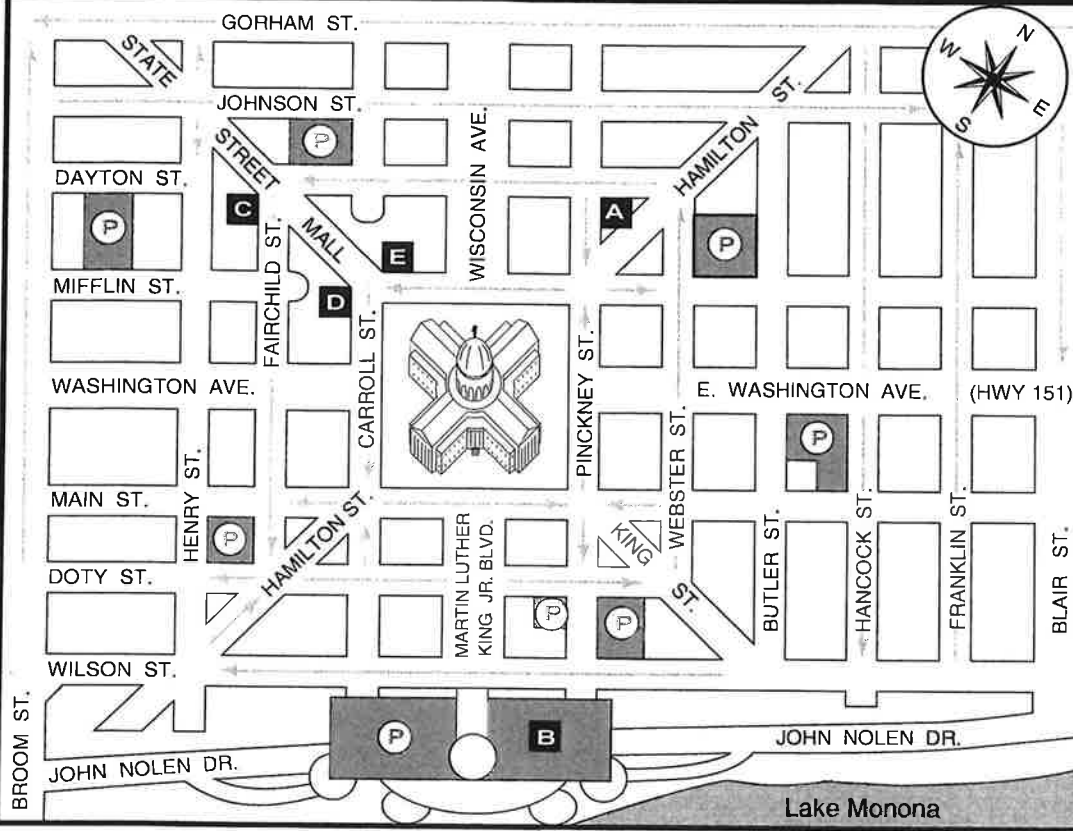 GORHAM ST.
STATE
N
W
E
S
JOHNSON ST.
P
STREET
WISCONSIN AVE.
HAMILTON
ST.
DAYTON ST.
P
C
MALL
A
P
FAIRCHILD ST.
E
MIFFLIN ST.
D
CARROLL ST.
PINCKNEY ST.
WASHINGTON AVE.
E. WASHINGTON AVE.
(HWY 151)
P
HENRY ST.
WEBSTER ST.
MAIN ST.
P
HAMILTON ST.
MARTIN LUTHER
KING JR. BLVD.
KING
ST.
BUTLER ST.
HANCOCK ST.
FRANKLIN ST.
BLAIR ST.
DOTY ST.
P
P
WILSON ST.
BROOM ST.
P
B
JOHN NOLEN DR.
JOHN NOLEN DR.
Lake Monona